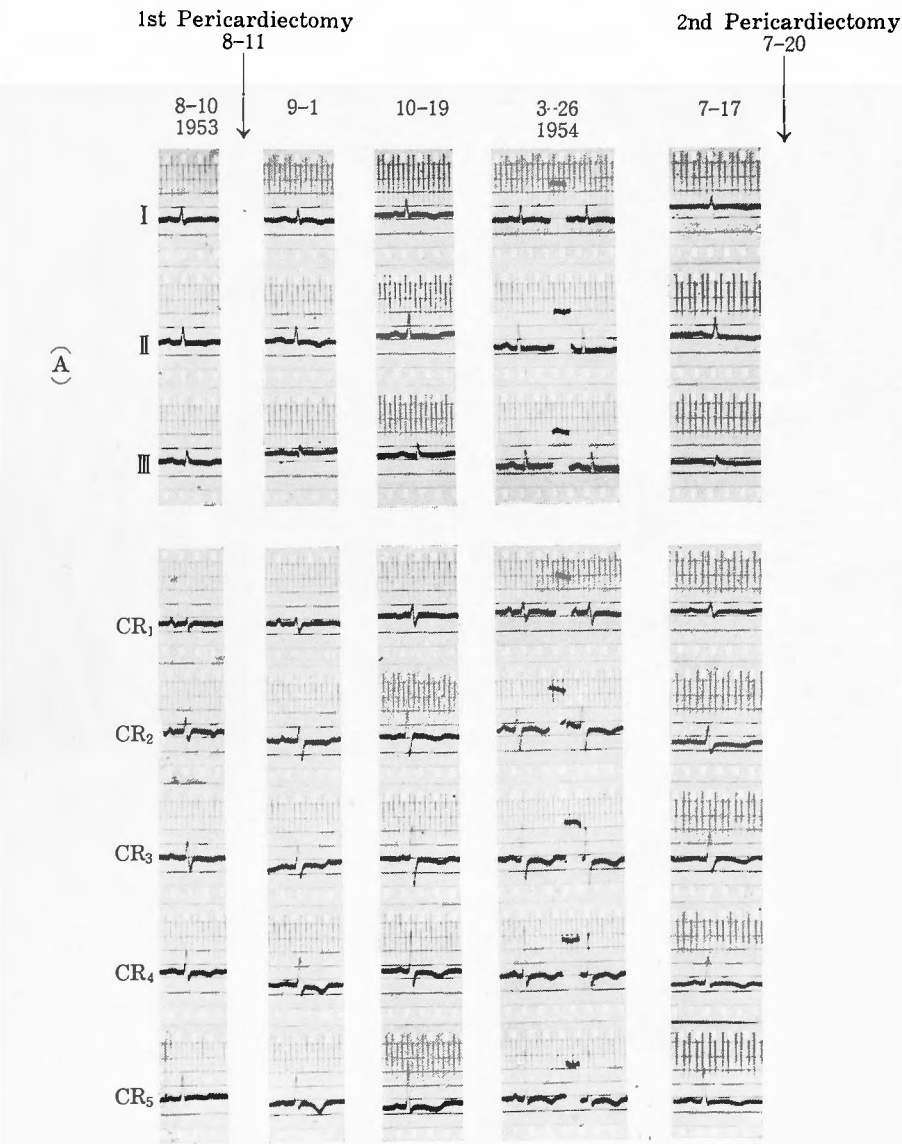 1st Pericardiectomy
8-11
2nd Pericardiectomy
7-20
8-10
1953
9-1
10-19
3-26
1954
7-17
I
II
III
(A)
CR₁
CR₂
CR₃
CR₄
CR₅